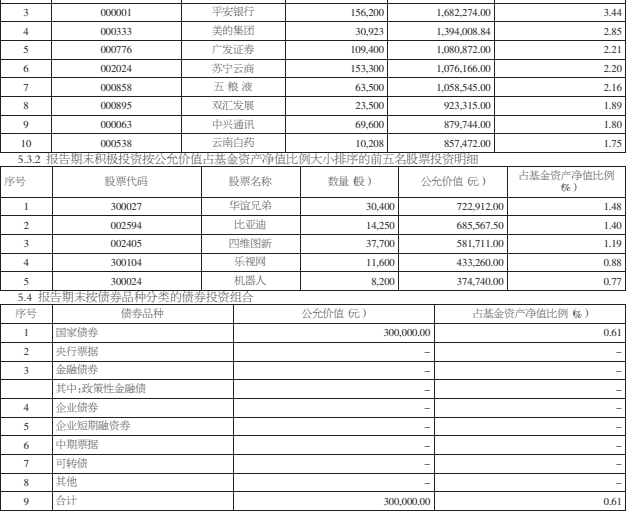 3 000001 平安银行 156,200 1,682,274.00 3.44
4 000333 美的集团 30,923 1,394,008.84 2.85
5 000776 广发证券 109,400 1,080,872.00 2.21
6 002024 苏宁云商 153,300 1,076,166.00 2.20
7 000858 五 粮 液 63,500 1,058,545.00 2.16
8 000895 双汇发展 23,500 923,315.00 1.89
9 000063 中兴通讯 69,600 879,744.00 1.80
10 000538 云南白药 10,208 857,472.00 1.75
5.3.2 报告期末积极投资按公允价值占基金资产净值比例大小排序的前五名股票投资明细
序号 股票代码 股票名称 数量(股) 公允价值(元) 占基金资产净值比例
(%)
1 300027 华谊兄弟 30,400 722,912.00 1.48
2 002594 比亚迪 14,250 685,567.50 1.40
3 002405 四维图新 37,700 581,711.00 1.19
4 300104 乐视网 11,600 433,260.00 0.88
5 300024 机器人 8,200 374,740.00 0.77
5.4 报告期末按债券品种分类的债券投资组合
序号 债券品种 公允价值(元) 占基金资产净值比例(%)
1 国家债券 300,000.00 0.61
2 央行票据 – –
3 金融债券 – –
其中:政策性金融债 – –
4 企业债券 – –
5 企业短期融资券 – –
6 中期票据 – –
7 可转债 – –
8 其他 – –
9 合计 300,000.00 0.61